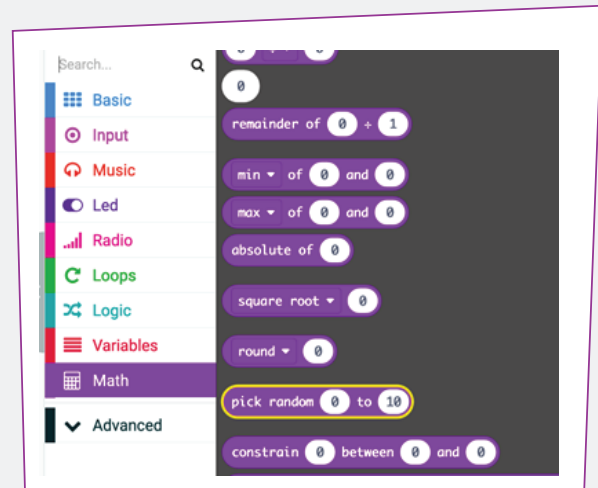 Search...
Basic
Input
Music
Led
Radio
Loops
Logic
Variables
Math
Advanced
0
remainder of 0 ÷ 1
min of 0 and 0
max of 0 and 0
absolute of 0
square root 0
round 0
pick random 0 to 10
constrain 0 between 0 and 0